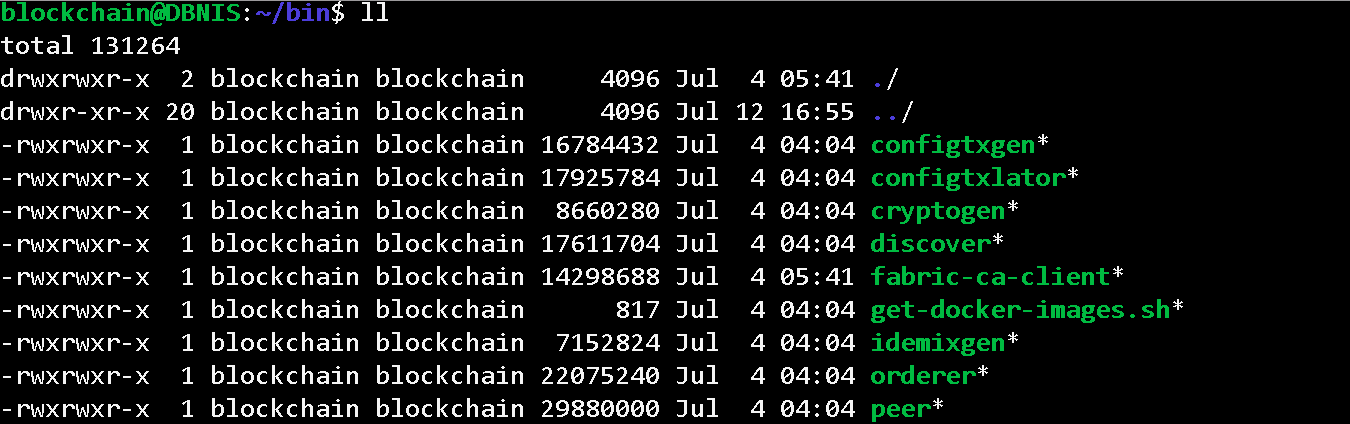 blockchain@DBNIS:~/bin$ ll
total 131264
drwxrwxr-x  2 blockchain blockchain     4096 Jul  4 05:41 ./
drwxr-xr-x 20 blockchain blockchain     4096 Jul 12 16:55 ../
-rwxrwxr-x  1 blockchain blockchain 16784432 Jul  4 04:04 configtxgen*
-rwxrwxr-x  1 blockchain blockchain 17925784 Jul  4 04:04 configtxlator*
-rwxrwxr-x  1 blockchain blockchain  8660280 Jul  4 04:04 cryptogen*
-rwxrwxr-x  1 blockchain blockchain 17611704 Jul  4 04:04 discover*
-rwxrwxr-x  1 blockchain blockchain 14298688 Jul  4 05:41 fabric-ca-client*
-rwxrwxr-x  1 blockchain blockchain      817 Jul  4 04:04 get-docker-images.sh*
-rwxrwxr-x  1 blockchain blockchain  7152824 Jul  4 04:04 idemixgen*
-rwxrwxr-x  1 blockchain blockchain 22075240 Jul  4 04:04 orderer*
-rwxrwxr-x  1 blockchain blockchain 29880000 Jul  4 04:04 peer*